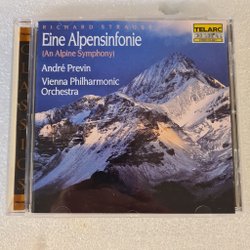 RICHARD STRAUSS
Eine Alpensinfonie
(An Alpine Symphony)
André Previn
Vienna Philharmonic
Orchestra
TELARC